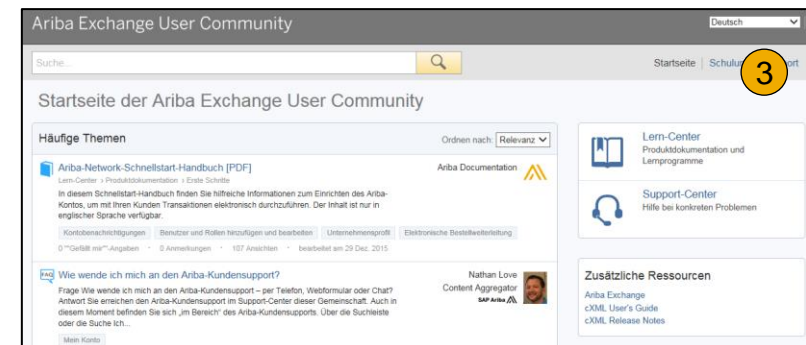 Ariba Exchange User Community
Deutsch
Suche...
Startseite
3
Startseite der Ariba Exchange User Community
Häufige Themen
Ordnen nach: Relevanz
Ariba-Network-Schnellstart-Handbuch [PDF]
Ariba Documentation
Lern-Center › Produktdokumentation › Erste Schritte
In diesem Schnellstart-Handbuch finden Sie hilfreiche Informationen zum Einrichten des Ariba-
Kontos, um mit Ihren Kunden Transaktionen elektronisch durchzuführen. Der Inhalt ist nur in
englischer Sprache verfügbar.
Kontobenachrichtigungen Benutzer und Rollen hinzufügen und bearbeiten Unternehmensprofil Elektronische Bestellweiterleitung
0 ""Gefällt mir""-Angaben · 0 Anmerkungen · 107 Ansichten · bearbeitet am 29 Dez. 2015
FAQ Wie wende ich mich an den Ariba-Kundensupport?
Nathan Love
Content Aggregator
SAP Ariba
Frage Wie wende ich mich an den Ariba-Kundensupport – per Telefon, Webformular oder Chat?
Antwort Sie erreichen den Ariba-Kundensupport im Support-Center dieser Gemeinschaft. Auch in
diesem Moment befinden Sie sich „im Bereich" des Ariba-Kundensupports. Über die Suchleiste
oder die Suche Ich...
Mein Konto
Lern-Center
Produktdokumentation und
Lernprogramme
Support-Center
Hilfe bei konkreten Problemen
Zusätzliche Ressourcen
Ariba Exchange
cXML User's Guide
cXML Release Notes